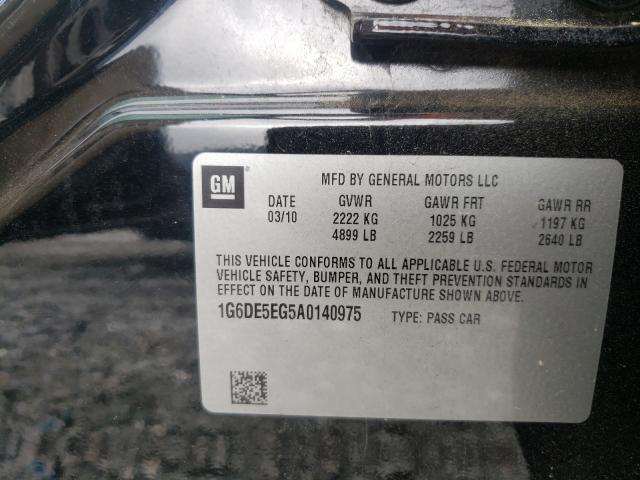 GM
MFD BY GENERAL MOTORS LLC
DATE GVWR GAWR FRT GAWR RR
03/10 2222 KG 1025 KG 1197 KG
4899 LB 2259 LB 2640 LB
THIS VEHICLE CONFORMS TO ALL APPLICABLE U.S. FEDERAL MOTOR
VEHICLE SAFETY, BUMPER, AND THEFT PREVENTION STANDARDS IN
EFFECT ON THE DATE OF MANUFACTURE SHOWN ABOVE.
1G6DE5EG5A0140975 TYPE: PASS CAR